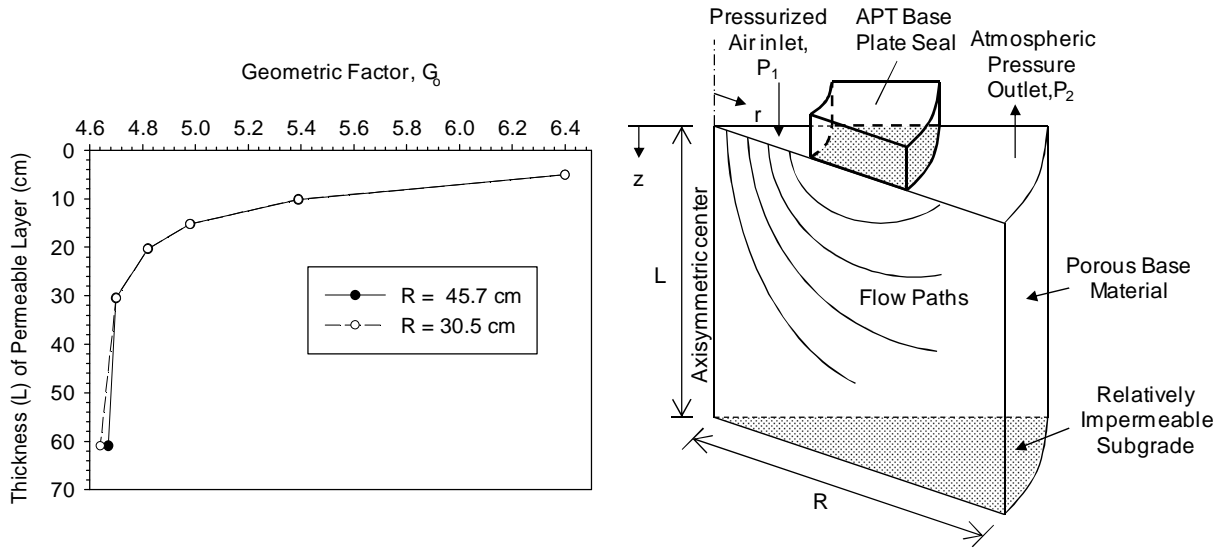 Geometric Factor, Go
4.6 4.8 5.0 5.4 5.6 5.8 6.0 6.2 6.4
0
10
20
30
40
50
60
70
Thickness (L) of Permeable Layer (cm)
R = 45.7 cm
R = 30.5 cm
Pressurized
Air inlet,
P1
APT Base
Plate Seal
Atmospheric
Pressure
Outlet,P2
r
z
L
Axisymmetric center
Flow Paths
Porous Base
Material
Relatively
Impermeable
Subgrade
R